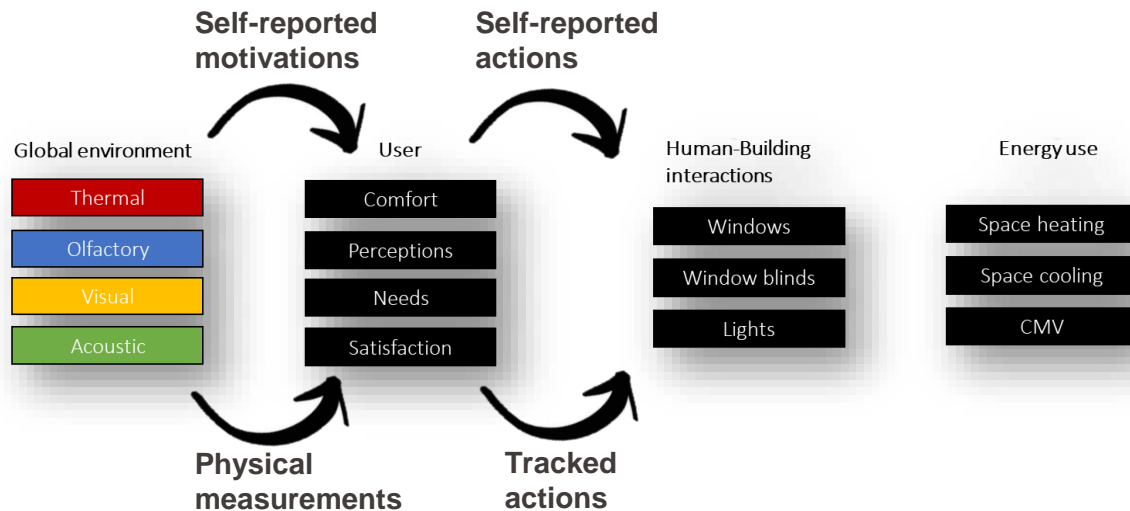 Self-reported
motivations
Self-reported
actions
Global environment
Thermal
Olfactory
Visual
Acoustic
User
Comfort
Perceptions
Needs
Satisfaction
Human-Building
interactions
Windows
Window blinds
Lights
Energy use
Space heating
Space cooling
CMV
Physical
measurements
Tracked
actions